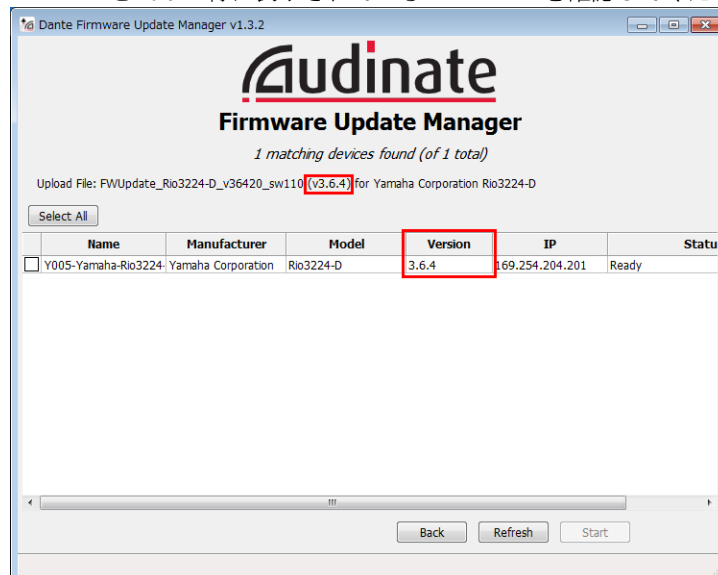 Dante Firmware Update Manager v1.3.2
Audinate
Firmware Update Manager
1 matching devices found (of 1 total)
Upload File: FWUpdate_Rio3224-D_v36420_sw110 (v3.6.4) for Yamaha Corporation Rio3224-D
Select All
Name Manufacturer Model Version IP Statu
Y005-Yamaha-Rio3224- Yamaha Corporation Rio3224-D 3.6.4 169.254.204.201 Ready
Back Refresh Start